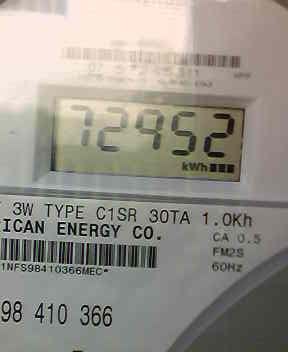 72952
kWh
3W TYPE C1SR 30TA 1.0Kh
ICAN ENERGY CO.
CA 0.5
FM2S
1NFS98410366MEC*
60Hz
98 410 366